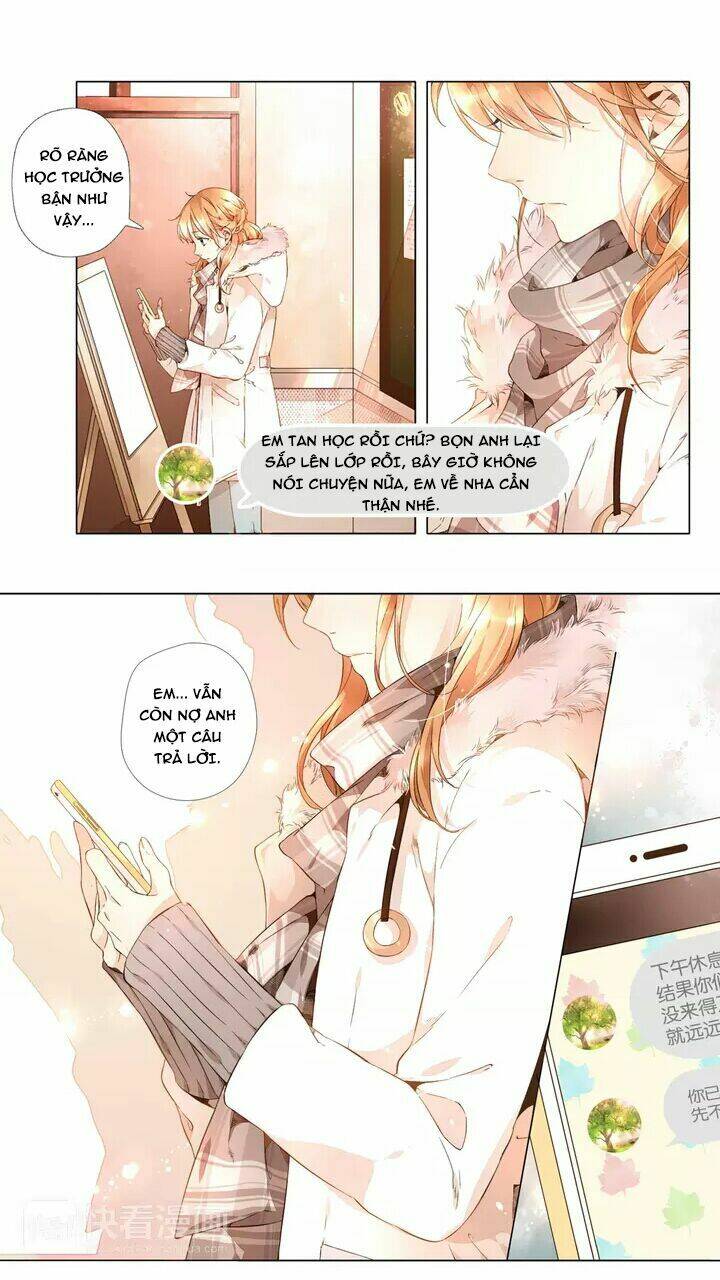 RÕ RÀNG
HỌC TRƯỞNG
BẬN NHƯ
VẬY...
EM TAN HỌC RỒI CHỨ? BỌN ANH LẠI
SẮP LÊN LỚP RỒI, BÂY GIỜ KHÔNG
NÓI CHUYỆN NỮA, EM VỀ NHA CẨN
THẬN NHÉ.
EM... VẪN
CÒN NỢ ANH
MỘT CÂU
TRẢ LỜI.
下午休息
结果你们
没来得及
就远远
你已
先不
快看漫画